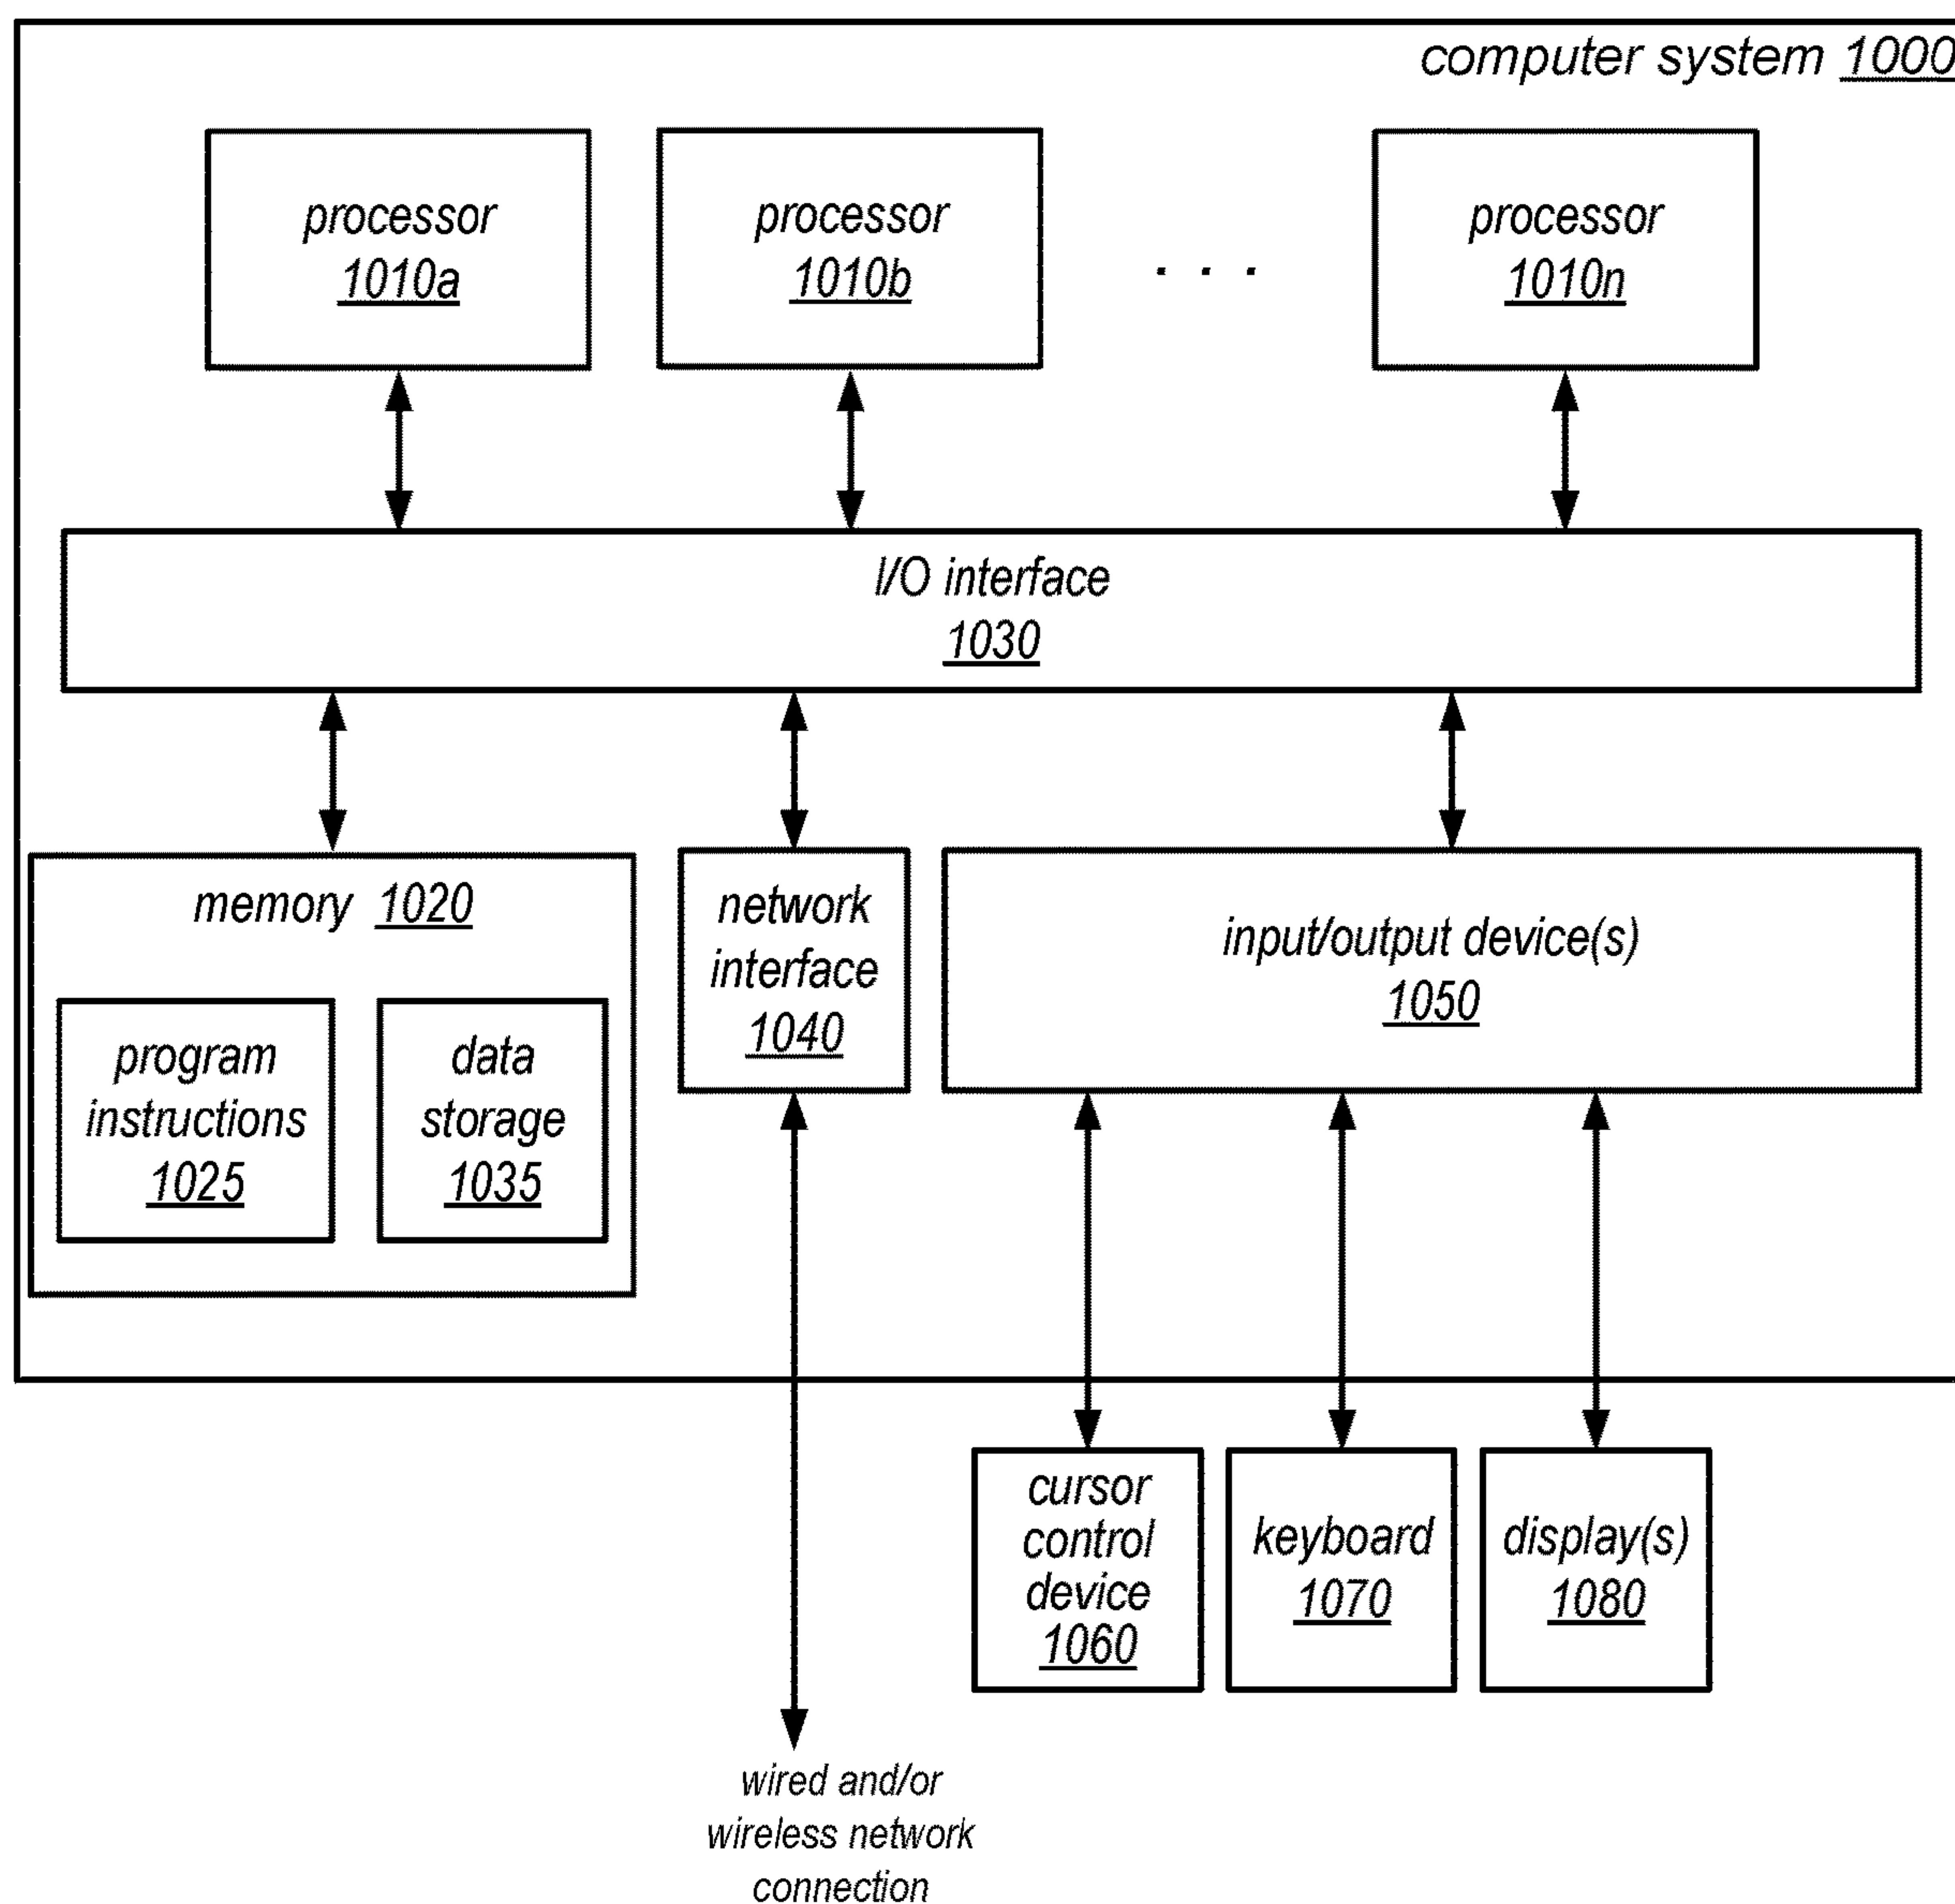 computer system 1000
processor
1010a
processor
1010b
. . .
processor
1010n
I/O interface
1030
memory 1020
program
instructions
1025
data
storage
1035
network
interface
1040
input/output device(s)
1050
cursor
control
device
1060
keyboard
1070
display(s)
1080
wired and/or
wireless network
connection